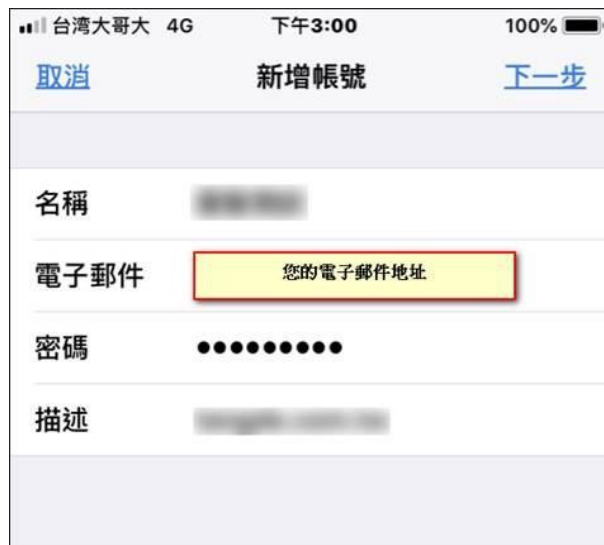 台湾大哥大 4G 下午3:00 100%
取消 新增帳號 下一步
名稱
電子郵件 您的電子郵件地址
密碼 •••••••••
描述